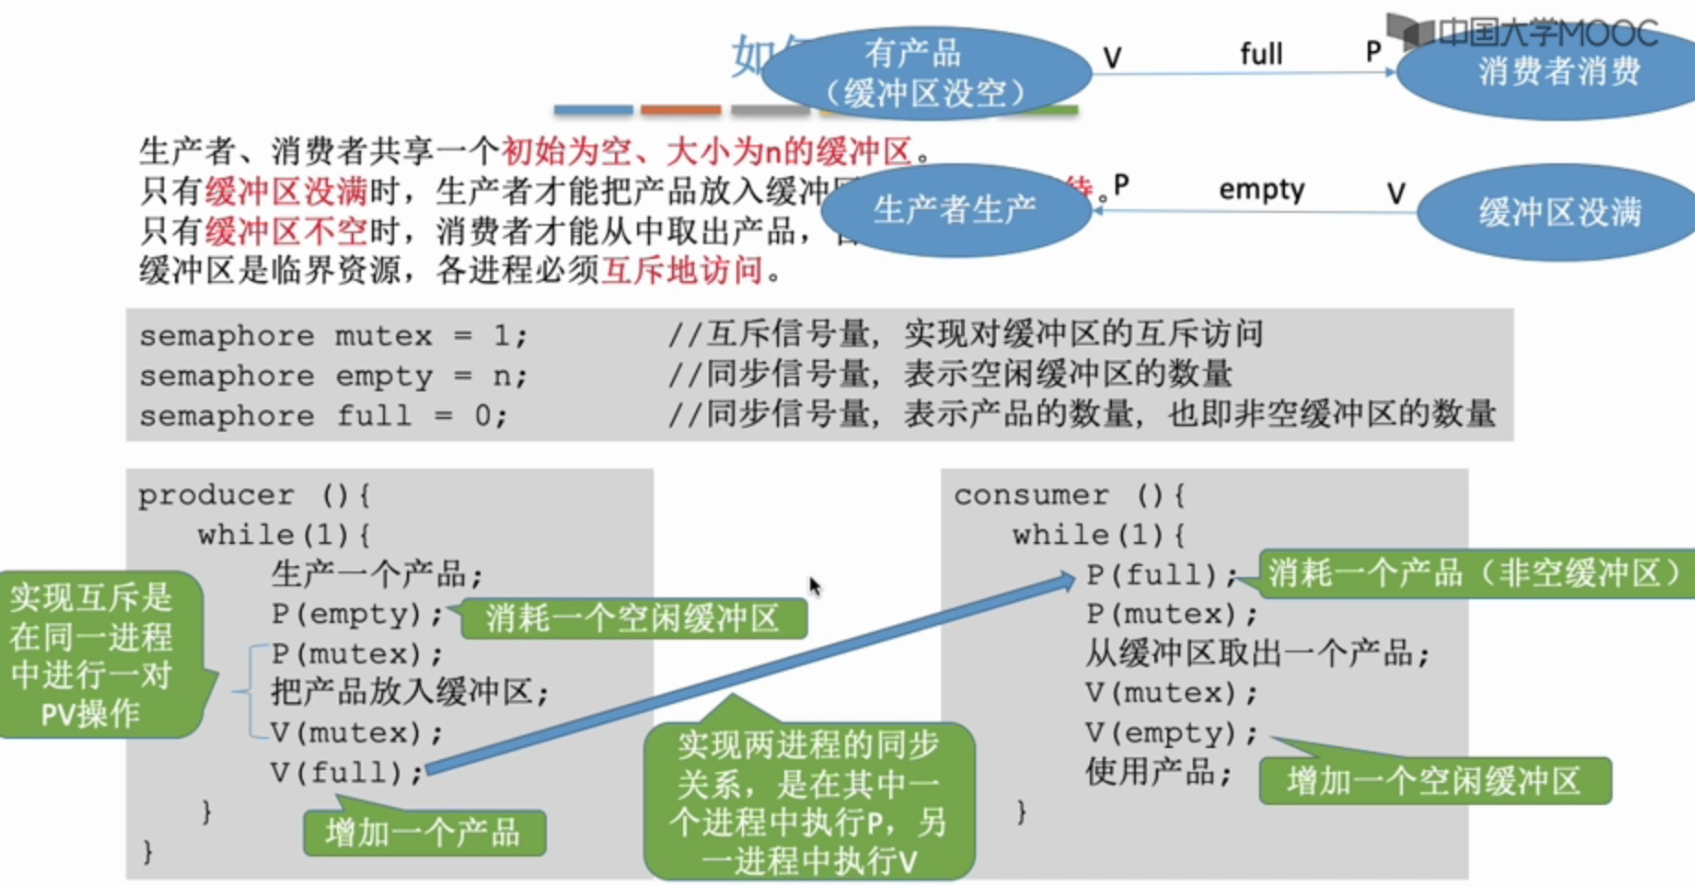 中国大学MOOC
如
有产品
（缓冲区没空）
V full P
消费者消费
生产者、消费者共享一个初始为空、大小为n的缓冲区。
只有缓冲区没满时，生产者才能把产品放入缓冲 待。
生产者生产
P empty V
缓冲区没满
只有缓冲区不空时，消费者才能从中取出产品，
缓冲区是临界资源，各进程必须互斥地访问。
semaphore mutex = 1; //互斥信号量，实现对缓冲区的互斥访问
semaphore empty = n; //同步信号量，表示空闲缓冲区的数量
semaphore full = 0; //同步信号量，表示产品的数量，也即非空缓冲区的数量
producer (){
while(1){
生产一个产品;
P(empty);
消耗一个空闲缓冲区
P(mutex);
把产品放入缓冲区;
V(mutex);
V(full);
增加一个产品
}
}
实现互斥是
在同一进程
中进行一对
PV操作
实现两进程的同步
关系，是在其中一
个进程中执行P，另
一进程中执行V
consumer (){
while(1){
P(full);
消耗一个产品（非空缓冲区）
P(mutex);
从缓冲区取出一个产品;
V(mutex);
V(empty);
增加一个空闲缓冲区
使用产品;
}